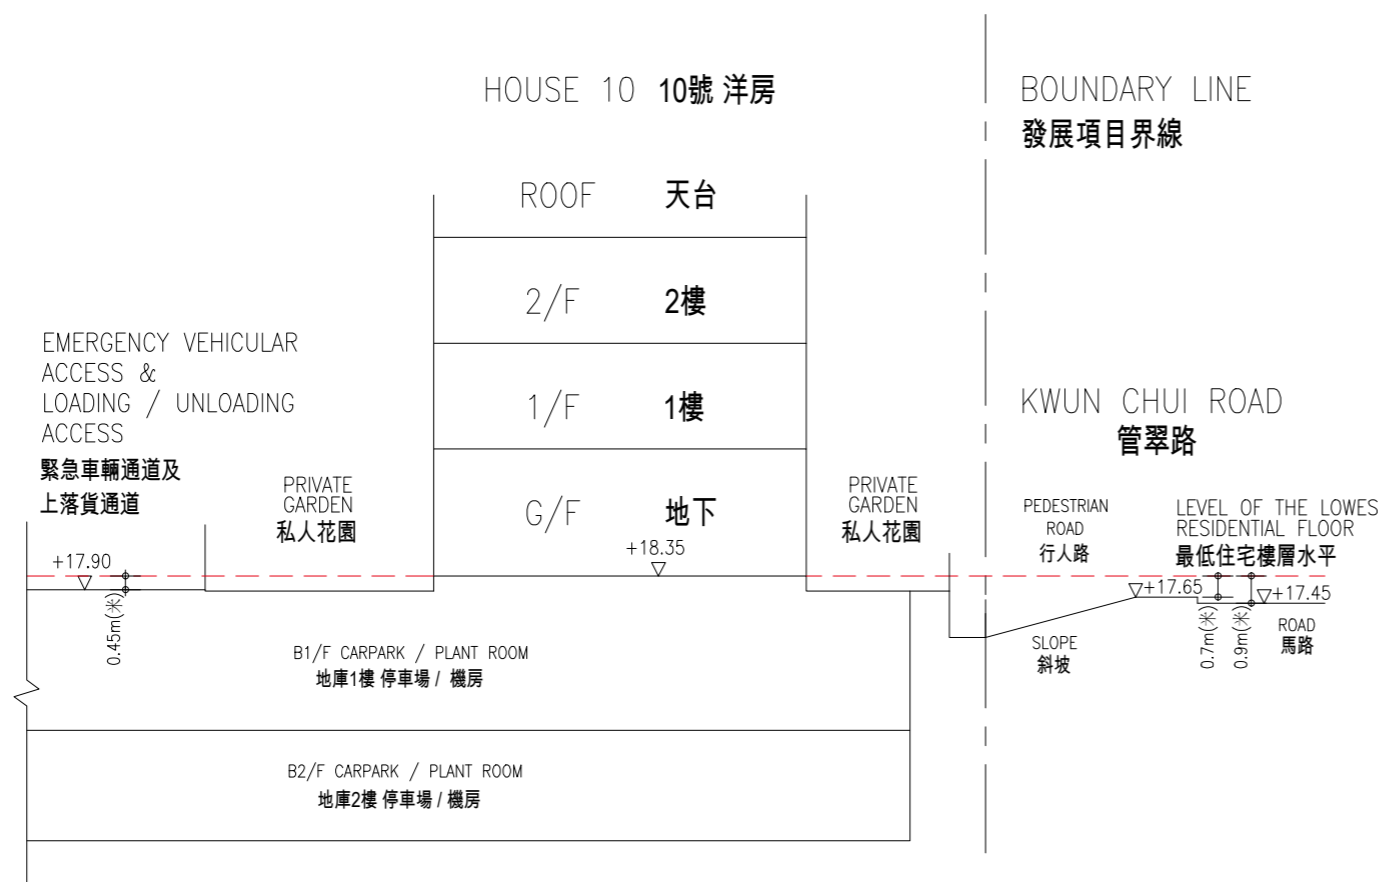 HOUSE 10 10號 洋房
BOUNDARY LINE
發展項目界線
ROOF 天台
2/F 2樓
1/F 1樓
G/F 地下
+18.35
EMERGENCY VEHICULAR
ACCESS &
LOADING / UNLOADING
ACCESS
緊急車輛通道及
上落貨通道
+17.90
0.45m(米)
PRIVATE
GARDEN
私人花園
PRIVATE
GARDEN
私人花園
KWUN CHUI ROAD
管翠路
PEDESTRIAN
ROAD
行人路
LEVEL OF THE LOWES
RESIDENTIAL FLOOR
最低住宅樓層水平
+17.65
+17.45
0.7m(米)
0.9m(米)
ROAD
馬路
SLOPE
斜坡
B1/F CARPARK / PLANT ROOM
地庫1樓 停車場 / 機房
B2/F CARPARK / PLANT ROOM
地庫2樓 停車場 / 機房